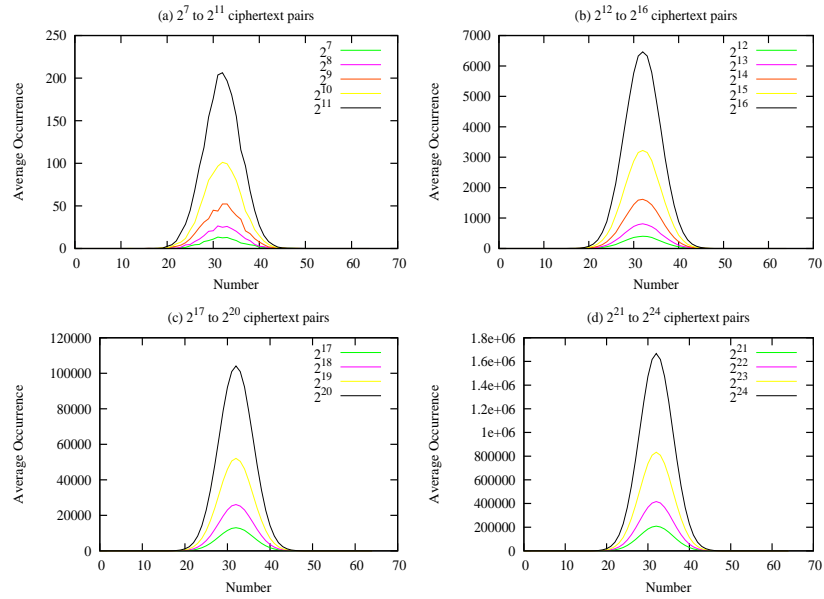 (a) 2^7 to 2^11 ciphertext pairs
250
200
150
100
50
0
Average Occurrence
2^7
2^8
2^9
2^10
2^11
0 10 20 30 40 50 60 70
Number
(b) 2^12 to 2^16 ciphertext pairs
7000
6000
5000
4000
3000
2000
1000
0
Average Occurrence
2^12
2^13
2^14
2^15
2^16
0 10 20 30 40 50 60 70
Number
(c) 2^17 to 2^20 ciphertext pairs
120000
100000
80000
60000
40000
20000
0
Average Occurrence
2^17
2^18
2^19
2^20
0 10 20 30 40 50 60 70
Number
(d) 2^21 to 2^24 ciphertext pairs
1.8e+06
1.6e+06
1.4e+06
1.2e+06
1e+06
800000
600000
400000
200000
0
Average Occurrence
2^21
2^22
2^23
2^24
0 10 20 30 40 50 60 70
Number